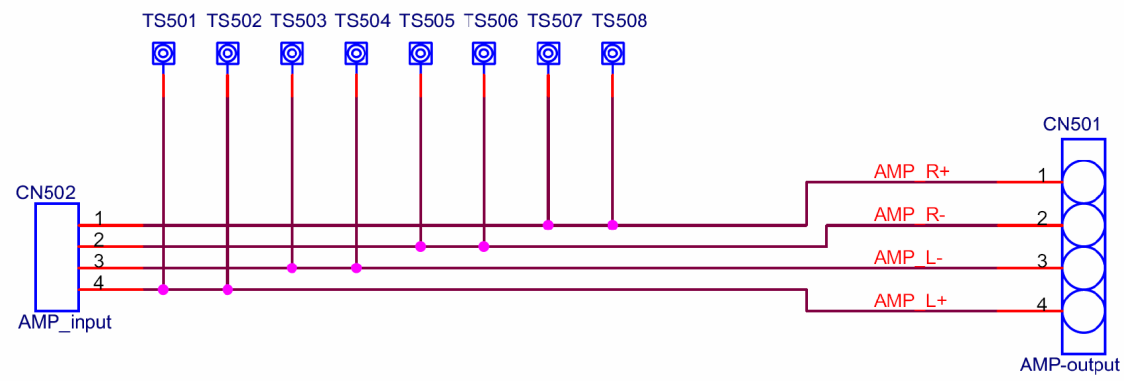 TS501 TS502 TS503 TS504 TS505 TS506 TS507 TS508
CN501
CN502
AMP_R+ 1
1
AMP_R- 2
2
3
AMP_L- 3
4
AMP_L+ 4
AMP_input
AMP-output